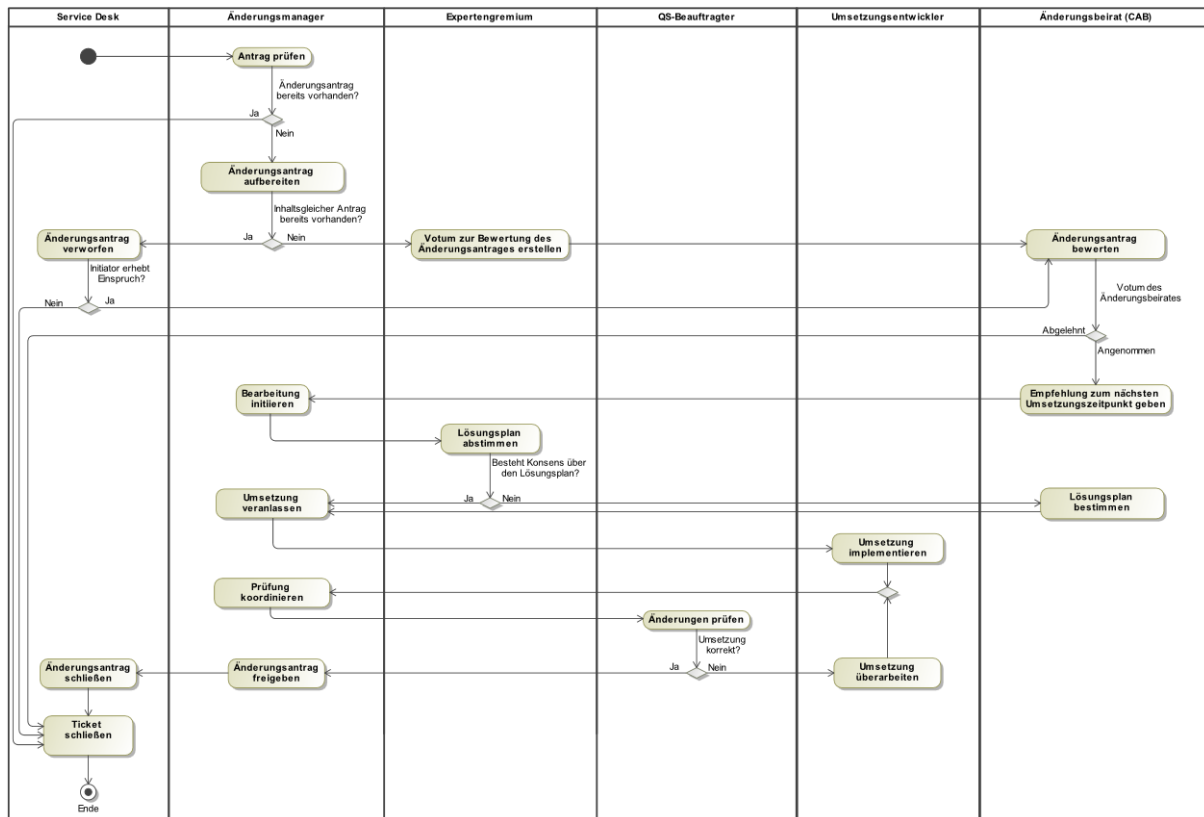 Service Desk
Änderungsmanager
Expertengremium
QS-Beauftragter
Umsetzungsentwickler
Änderungsbeirat (CAB)
Antrag prüfen
Änderungsantrag
bereits vorhanden?
Ja
Nein
Änderungsantrag
aufbereiten
Inhaltsgleicher Antrag
bereits vorhanden?
Ja
Nein
Änderungsantrag
verworfen
Votum zur Bewertung des
Änderungsantrages erstellen
Änderungsantrag
bewerten
Initiator erhebt
Einspruch?
Nein
Ja
Votum des
Änderungsbeirates
Abgelehnt
Angenommen
Bearbeitung
initiieren
Empfehlung zum nächsten
Umsetzungszeitpunkt geben
Lösungsplan
abstimmen
Besteht Konsens über
den Lösungsplan?
Ja
Nein
Umsetzung
veranlassen
Lösungsplan
bestimmen
Umsetzung
implementieren
Prüfung
koordinieren
Änderungen prüfen
Umsetzung
korrekt?
Ja
Nein
Änderungsantrag
schließen
Änderungsantrag
freigeben
Umsetzung
überarbeiten
Ticket
schließen
Ende